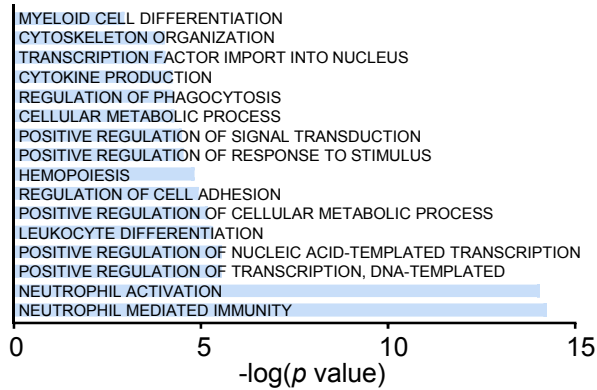 MYELOID CELL DIFFERENTIATION
CYTOSKELETON ORGANIZATION
TRANSCRIPTION FACTOR IMPORT INTO NUCLEUS
CYTOKINE PRODUCTION
REGULATION OF PHAGOCYTOSIS
CELLULAR METABOLIC PROCESS
POSITIVE REGULATION OF SIGNAL TRANSDUCTION
POSITIVE REGULATION OF RESPONSE TO STIMULUS
HEMOPOIESIS
REGULATION OF CELL ADHESION
POSITIVE REGULATION OF CELLULAR METABOLIC PROCESS
LEUKOCYTE DIFFERENTIATION
POSITIVE REGULATION OF NUCLEIC ACID-TEMPLATED TRANSCRIPTION
POSITIVE REGULATION OF TRANSCRIPTION, DNA-TEMPLATED
NEUTROPHIL ACTIVATION
NEUTROPHIL MEDIATED IMMUNITY
0 5 10 15
-log(p value)